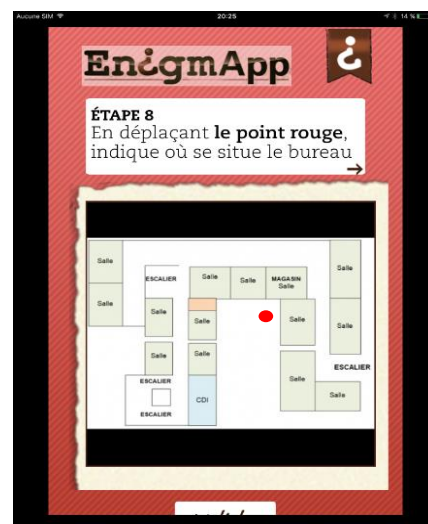 Aucune SIM 20:25 14 %
EnigmApp
ÉTAPE 8
En déplaçant le point rouge,
indique où se situe le bureau
Salle
Salle
ESCALIER
Salle
Salle
MAGASIN
Salle
Salle
Salle
Salle
Salle
Salle
Salle
Salle
Salle
ESCALIER
ESCALIER
Salle
Salle
CDI
ESCALIER